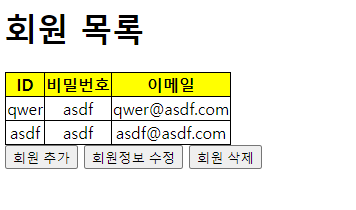 회원 목록
ID 비밀번호 이메일
qwer asdf qwer@asdf.com
asdf asdf asdf@asdf.com
회원 추가 회원정보 수정 회원 삭제